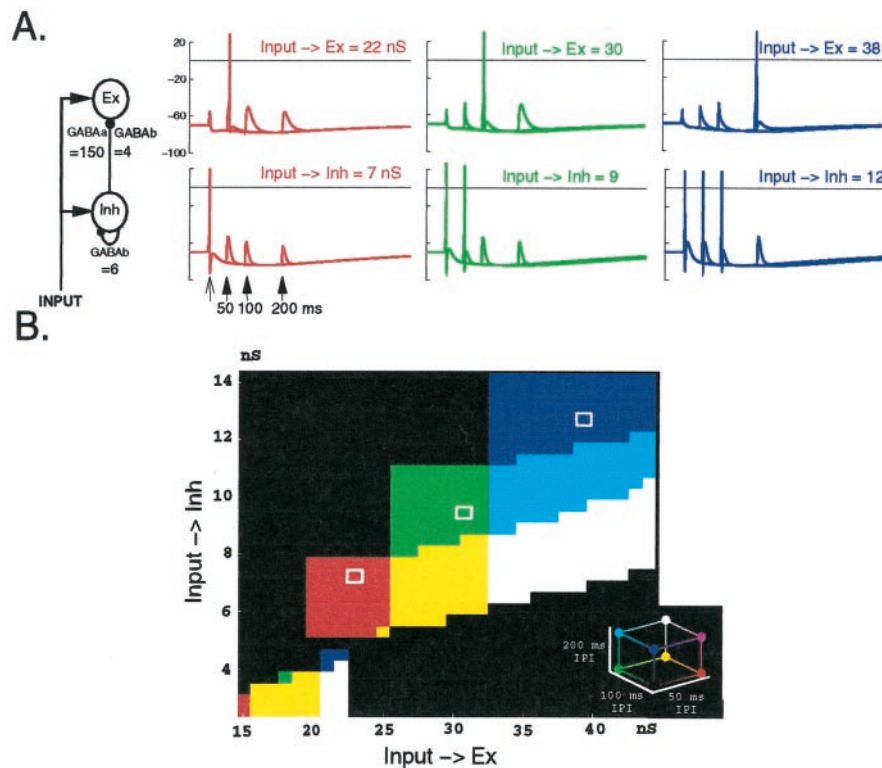 A.
Input -> Ex = 22 nS
Input -> Ex = 30
Input -> Ex = 38
20
-20
-60
-100
Ex
GABAa GABAb
=150 =4
Inh
GABAb
=6
INPUT
Input -> Inh = 7 nS
Input -> Inh = 9
Input -> Inh = 12
50 100 200 ms
B.
nS
14
12
10
8
6
4
Input -> Inh
15 20 25 30 35 40 nS
Input -> Ex
200 ms
IPI
100 ms
IPI
50 ms
IPI